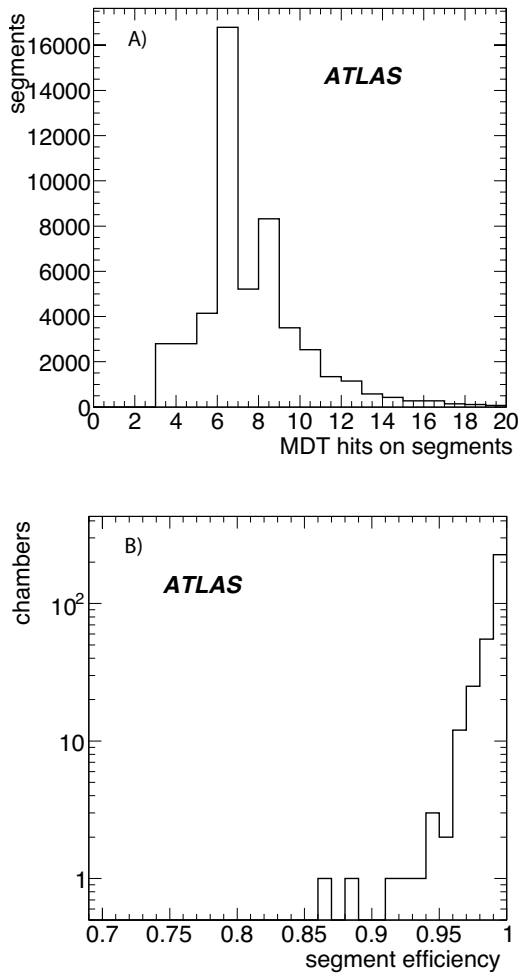 A)
ATLAS
segments
16000
14000
12000
10000
8000
6000
4000
2000
0
0 2 4 6 8 10 12 14 16 18 20
MDT hits on segments
B)
ATLAS
chambers
10²
10
1
0.7 0.75 0.8 0.85 0.9 0.95 1
segment efficiency